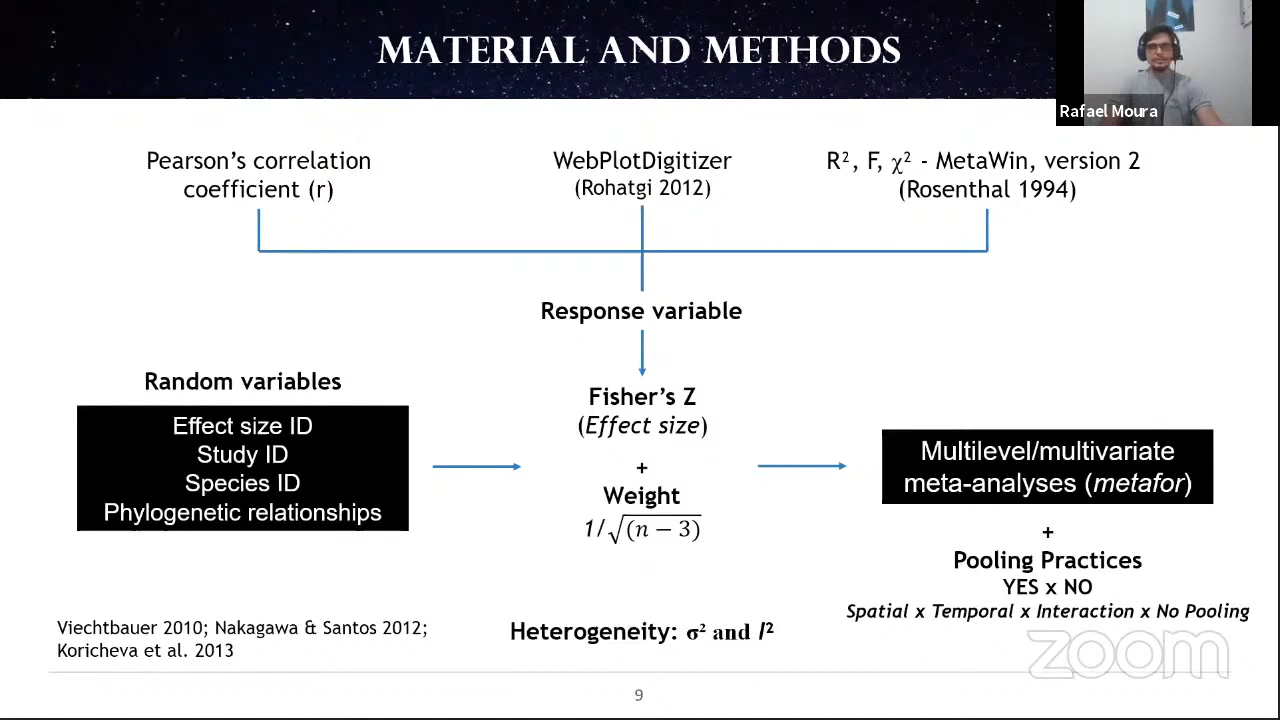 MATERIAL AND METHODS
Rafael Moura
Pearson's correlation
coefficient (r)
WebPlotDigitizer
(Rohatgi 2012)
R², F, χ² - MetaWin, version 2
(Rosenthal 1994)
Response variable
Random variables
Effect size ID
Study ID
Species ID
Phylogenetic relationships
Fisher's Z
(Effect size)
+
Weight
1/√(n − 3)
Multilevel/multivariate
meta-analyses (metafor)
+
Pooling Practices
YES x NO
Spatial x Temporal x Interaction x No Pooling
Viechtbauer 2010; Nakagawa & Santos 2012;
Koricheva et al. 2013
Heterogeneity: σ² and I²
zoom
9